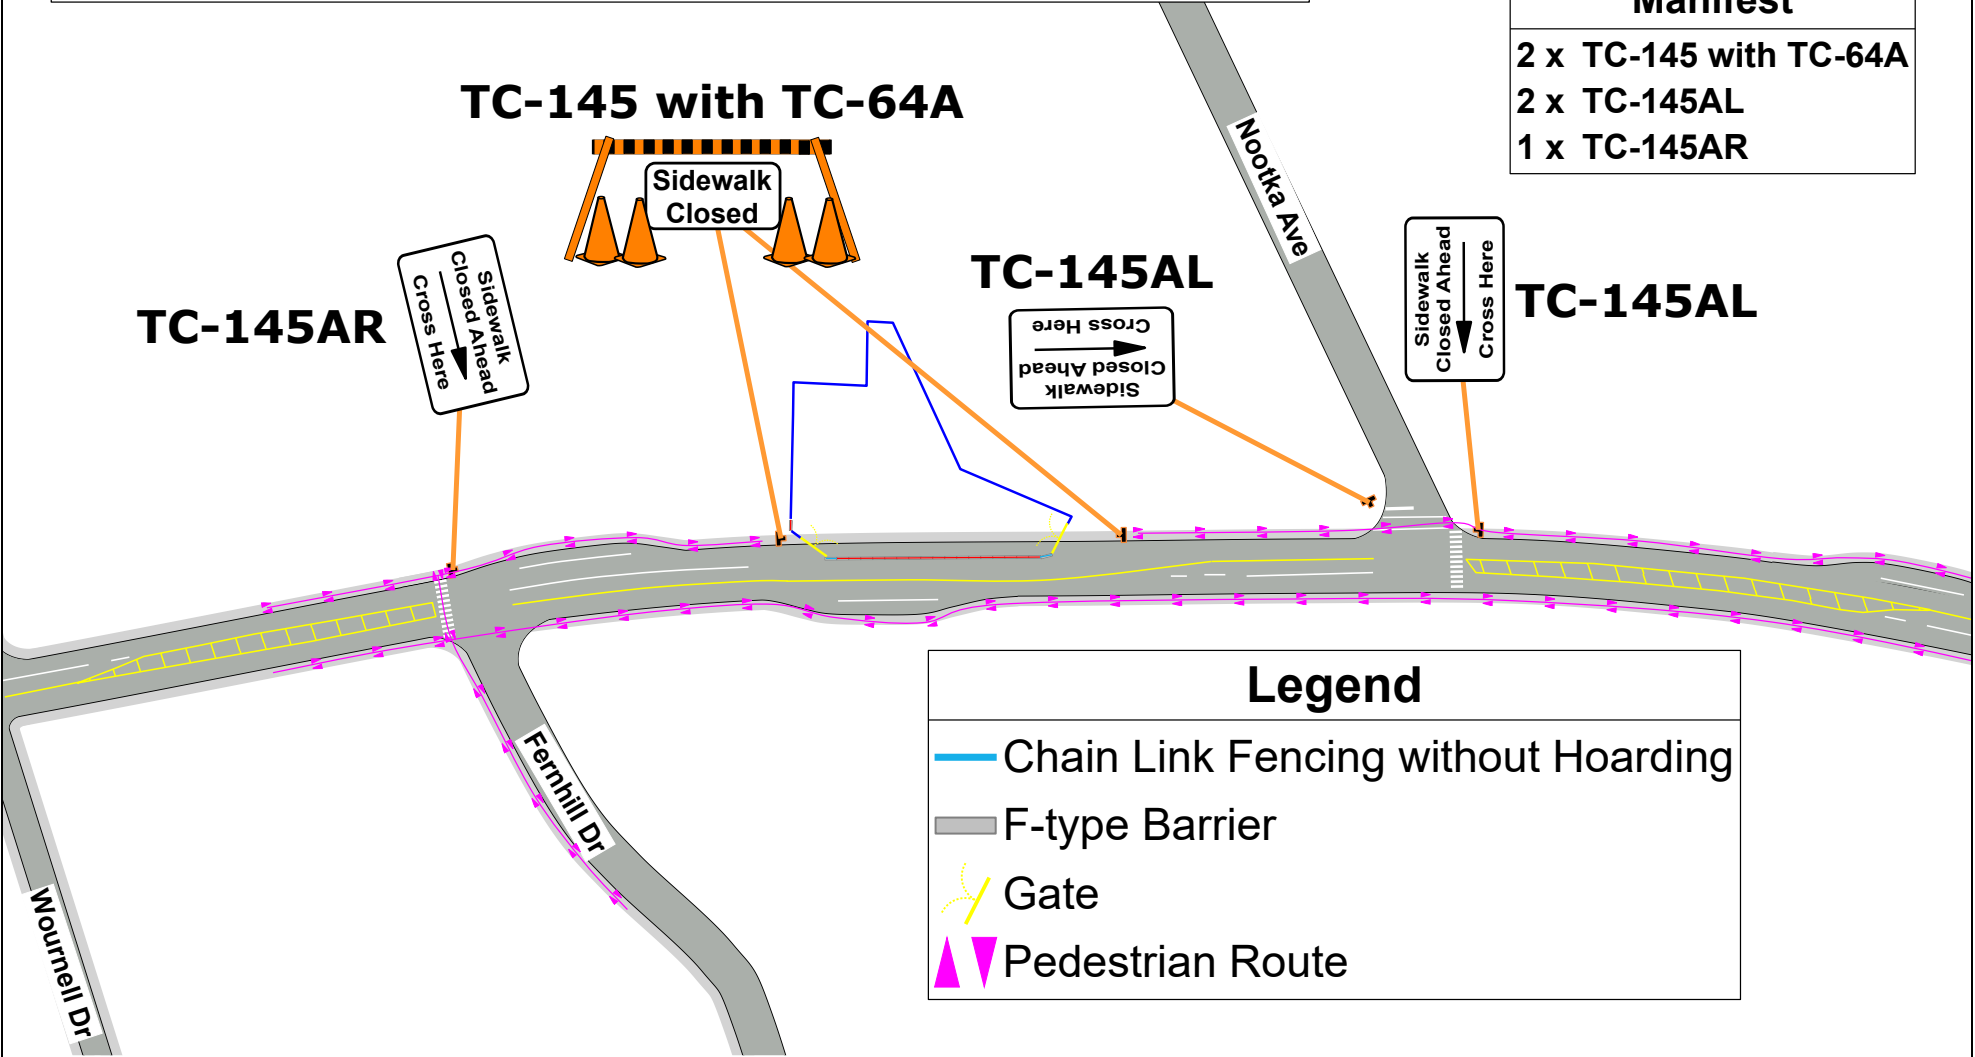 Manifest
2 x TC-145 with TC-64A
2 x TC-145AL
1 x TC-145AR
TC-145 with TC-64A
Sidewalk
Closed
Nootka Ave
TC-145AR
Sidewalk
Closed Ahead
Cross Here
TC-145AL
Cross Here
Closed Ahead
Sidewalk
Sidewalk
Closed Ahead
Cross Here
TC-145AL
Fernhill Dr
Wournell Dr
Legend
Chain Link Fencing without Hoarding
F-type Barrier
Gate
Pedestrian Route